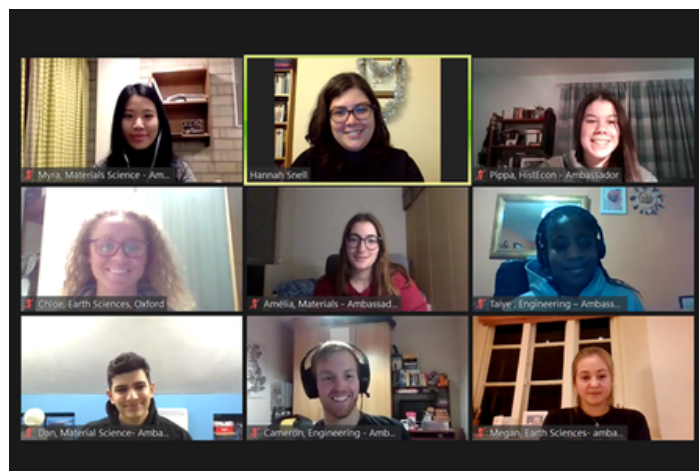 Myra, Materials Science - Am...
Hannah Snell
Pippa, HistEcon - Ambassador
Chloe, Earth Sciences, Oxford
Amélia, Materials - Ambassad...
Taiye , Engineering – Ambass...
Dan, Material Science- Amba...
Cameron, Engineering - Amb...
Megan, Earth Sciences- amba...